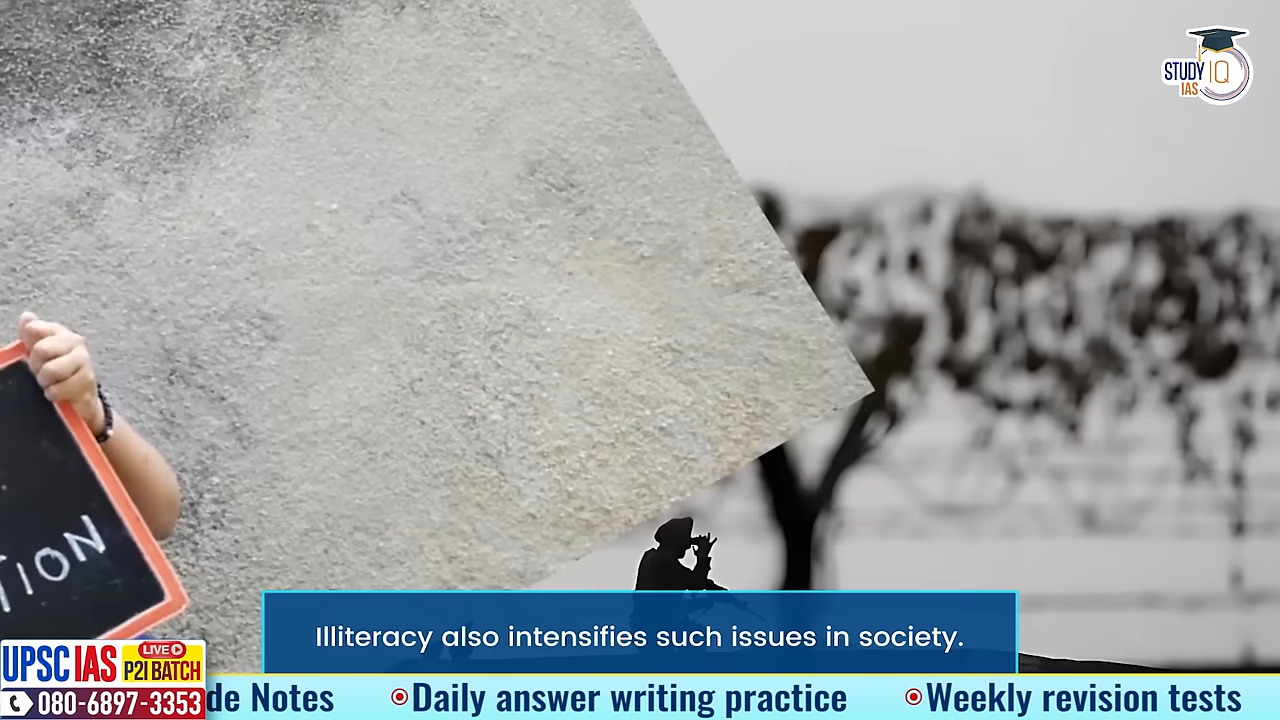 STUDY IQ
IAS
TION
Illiteracy also intensifies such issues in society.
UPSC IAS
LIVE
P2I BATCH
080-6897-3353
de Notes
Daily answer writing practice
Weekly revision tests